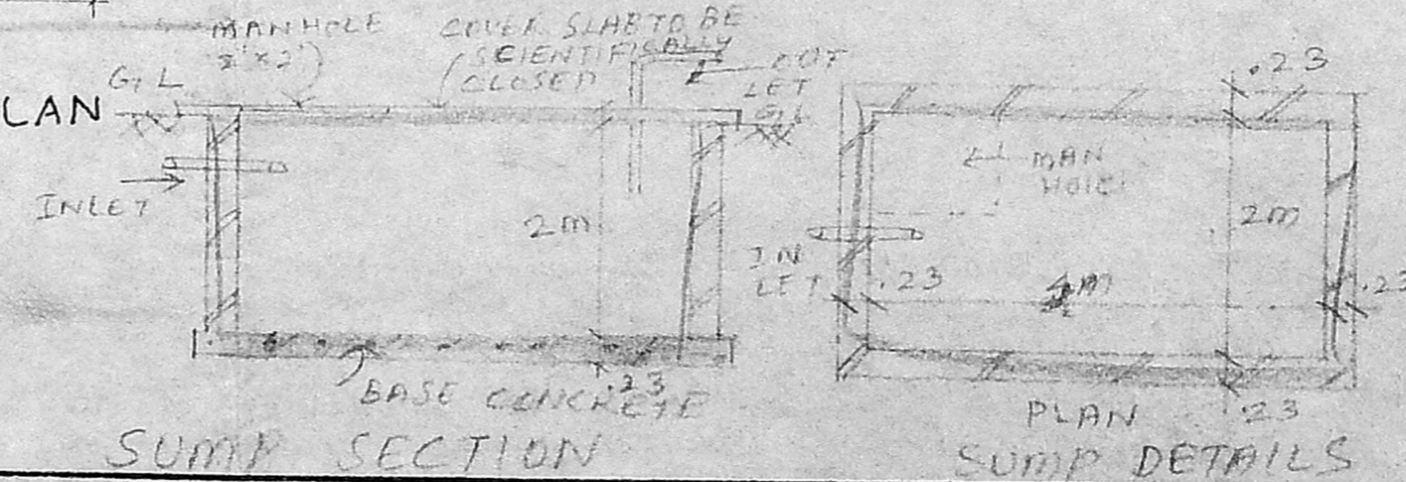 MANHOLE
2'x2'
COVER SLAB TO BE
SCIENTIFICALLY
CLOSED
OUT
LET
G.L
G.L
LAN
INLET
2m
.23
BASE CONCRETE
SUMP SECTION
.23
MAN
HOLE
2m
IN
LET
.23
4m
.23
.23
PLAN
SUMP DETAILS